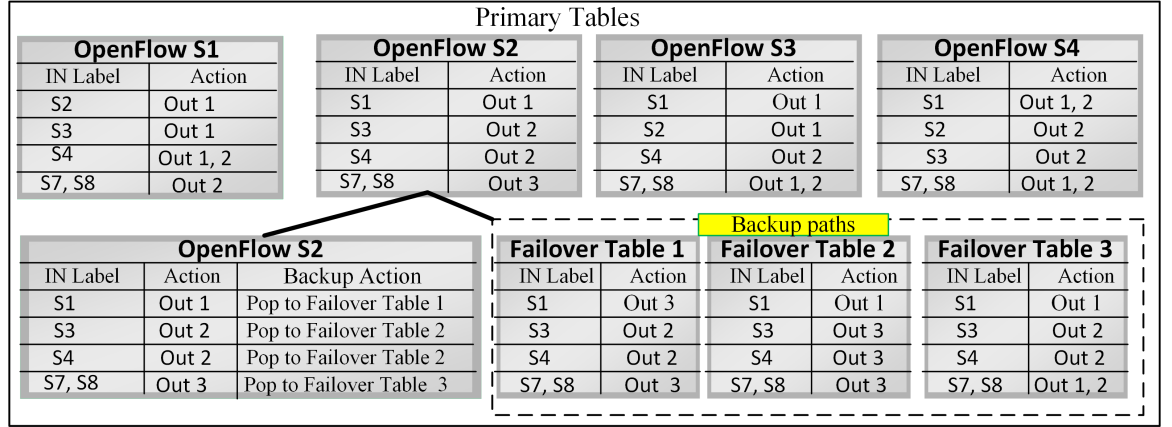 Primary Tables
OpenFlow S1 OpenFlow S2 OpenFlow S3 OpenFlow S4
IN Label Action IN Label Action IN Label Action IN Label Action
S2 Out 1 S1 Out 1 S1 Out 1 S1 Out 1, 2
S3 Out 1 S3 Out 2 S2 Out 1 S2 Out 2
S4 Out 1, 2 S4 Out 2 S4 Out 2 S3 Out 2
S7, S8 Out 2 S7, S8 Out 3 S7, S8 Out 1, 2 S7, S8 Out 1, 2
Backup paths
OpenFlow S2 Failover Table 1 Failover Table 2 Failover Table 3
IN Label Action Backup Action IN Label Action IN Label Action IN Label Action
S1 Out 1 Pop to Failover Table 1 S1 Out 3 S1 Out 1 S1 Out 1
S3 Out 2 Pop to Failover Table 2 S3 Out 2 S3 Out 3 S3 Out 2
S4 Out 2 Pop to Failover Table 2 S4 Out 2 S4 Out 3 S4 Out 2
S7, S8 Out 3 Pop to Failover Table 3 S7, S8 Out 3 S7, S8 Out 3 S7, S8 Out 1, 2